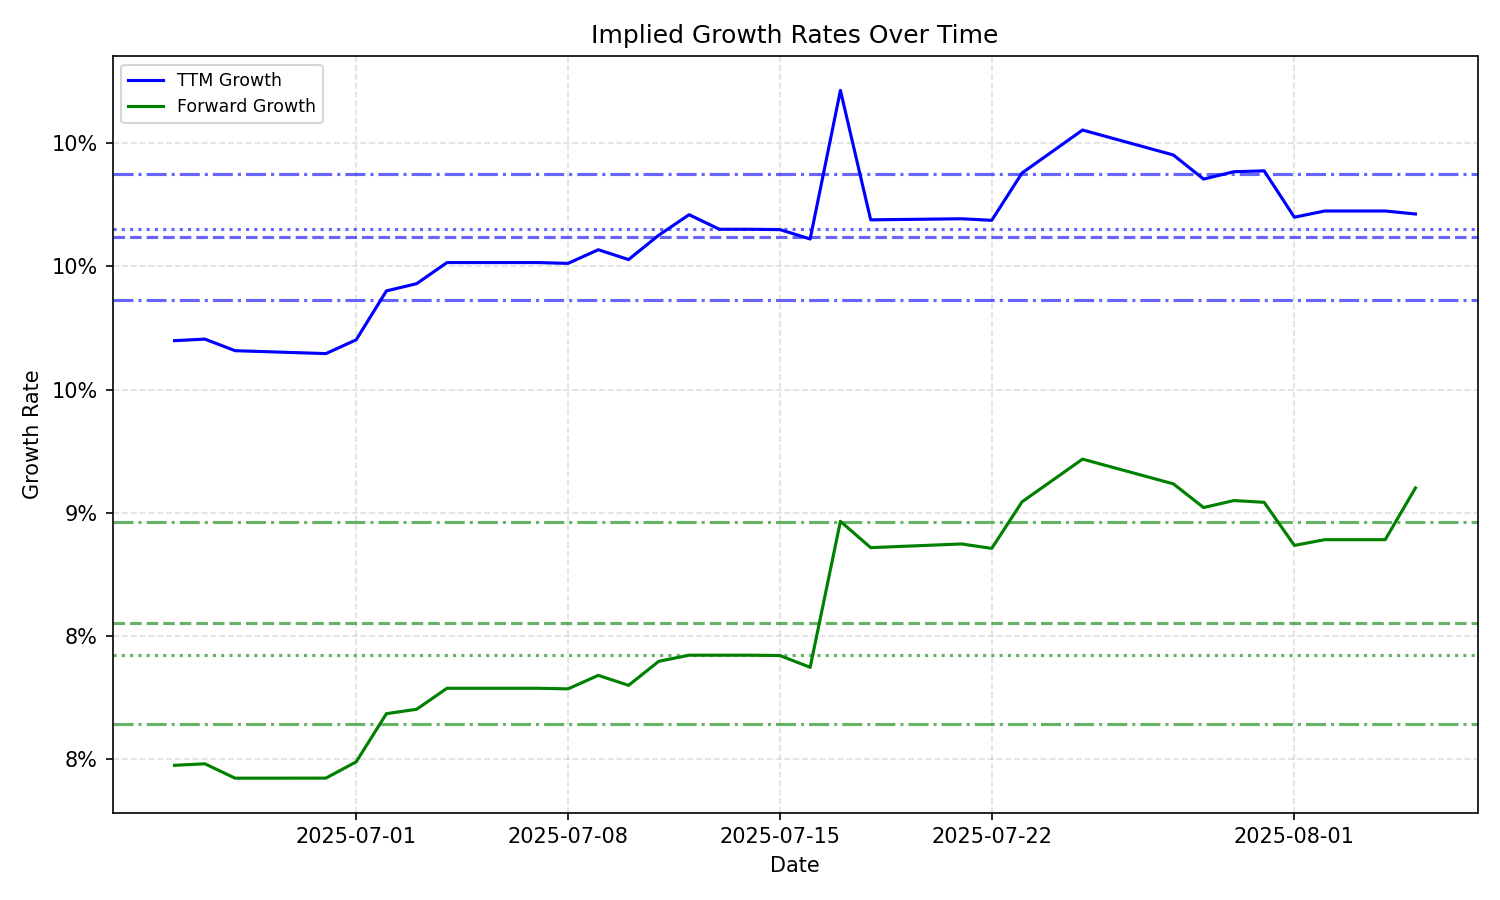 Implied Growth Rates Over Time
TTM Growth
Forward Growth
10%
10%
10%
9%
8%
8%
Growth Rate
2025-07-01
2025-07-08
2025-07-15
2025-07-22
2025-08-01
Date